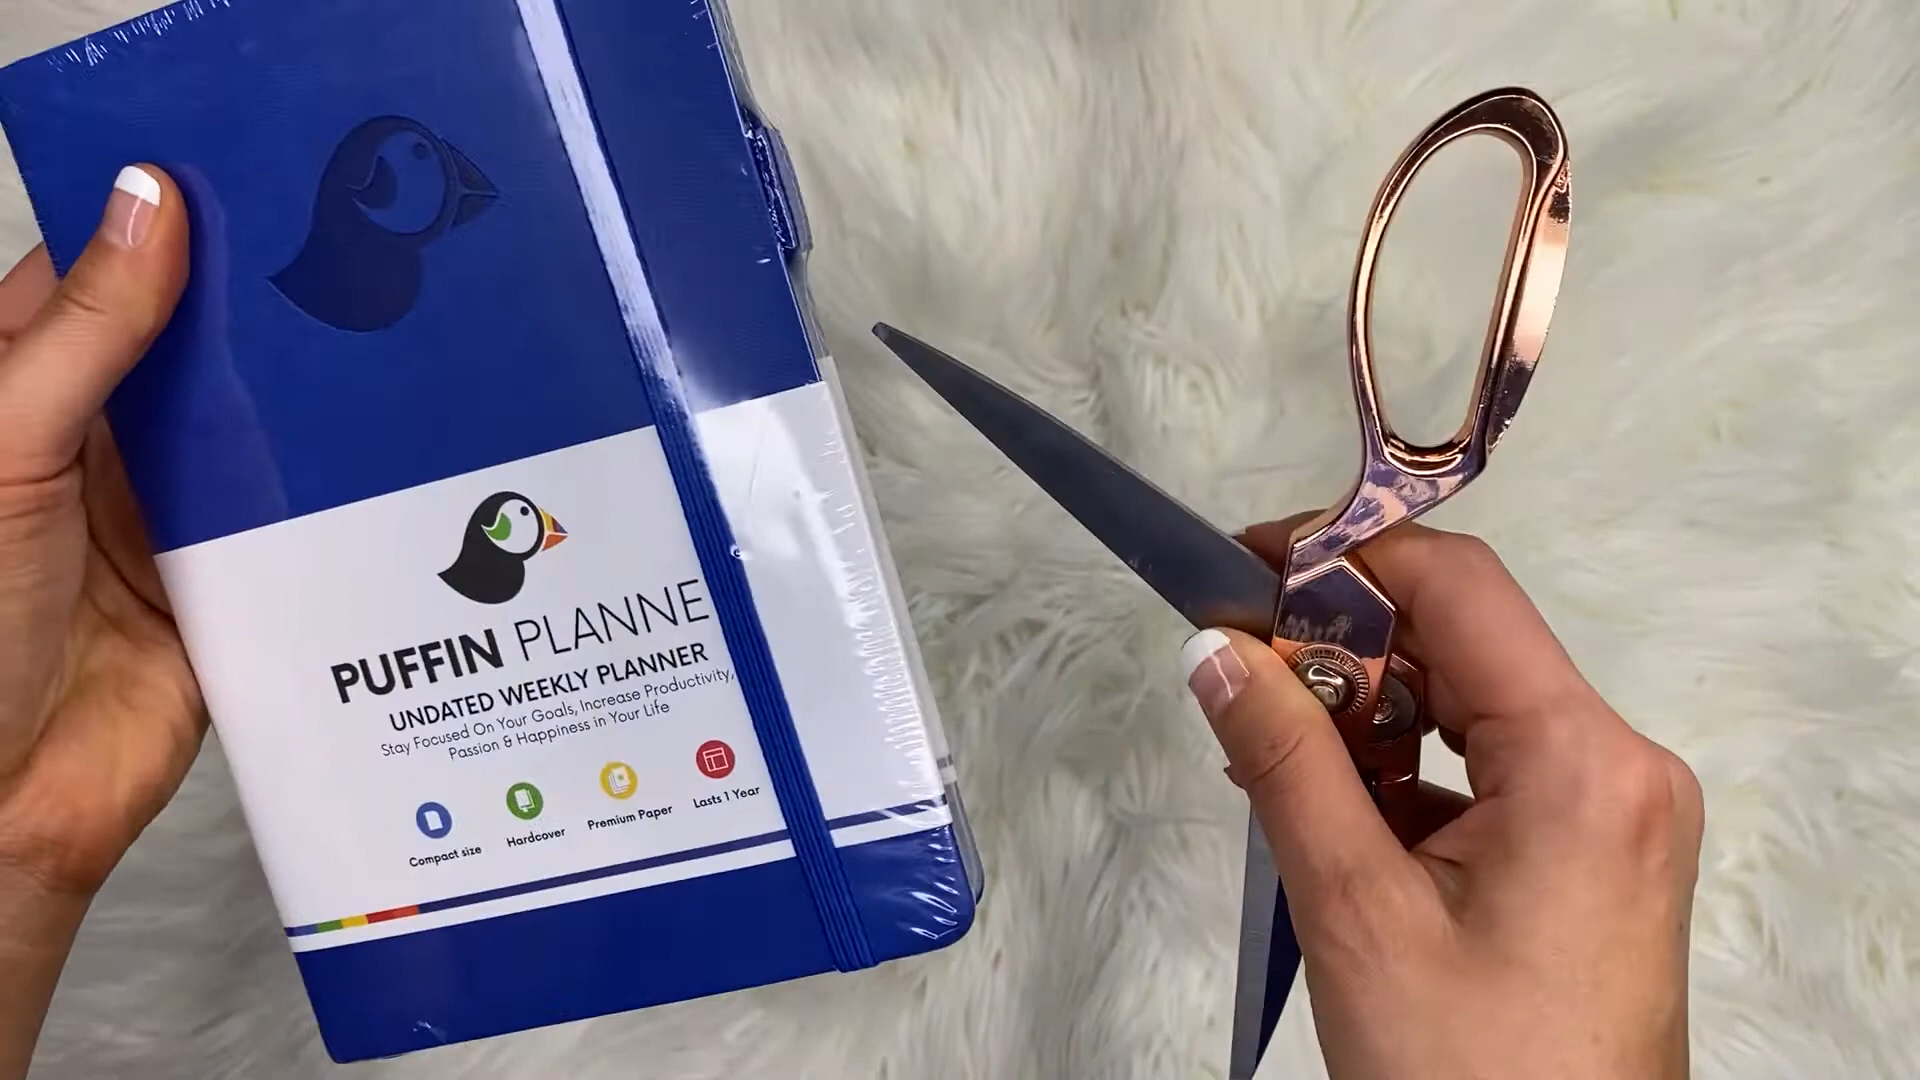 PUFFIN PLANNE
UNDATED WEEKLY PLANNER
Stay Focused On Your Goals, Increase Productivity,
Passion & Happiness in Your Life
Compact size
Hardcover
Premium Paper
Lasts 1 Year